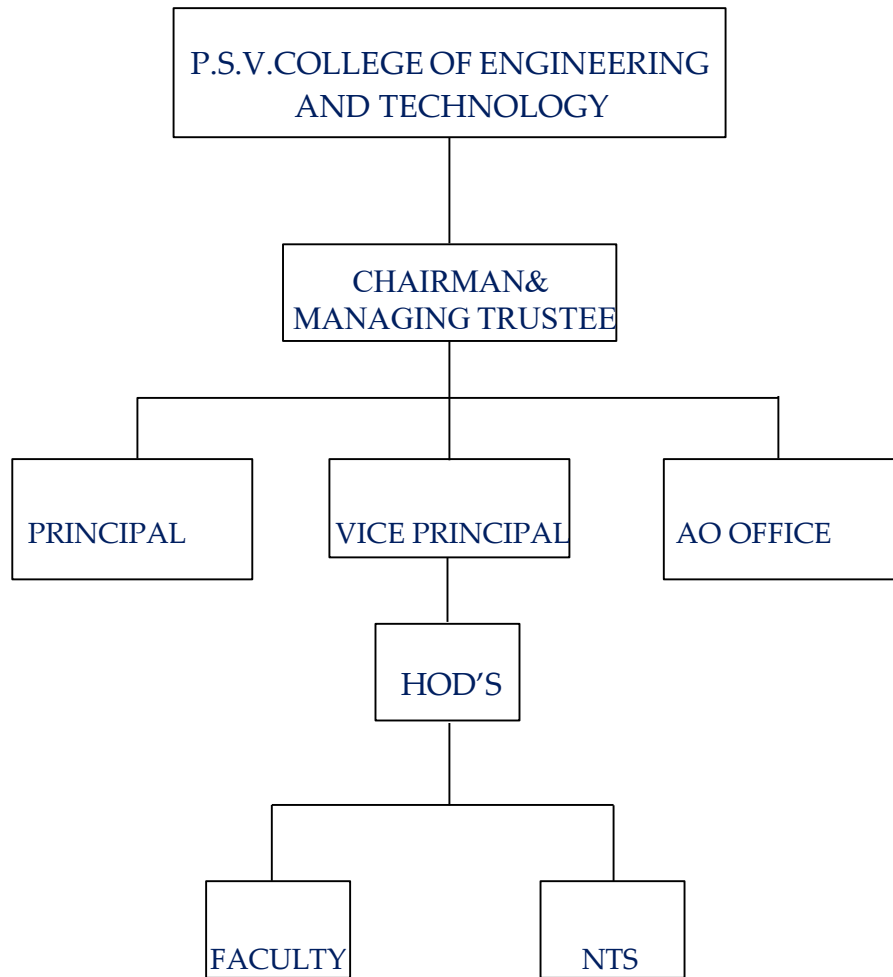 P.S.V.COLLEGE OF ENGINEERING
AND TECHNOLOGY
CHAIRMAN&
MANAGING TRUSTEE
PRINCIPAL
VICE PRINCIPAL
AO OFFICE
HOD’S
FACULTY
NTS